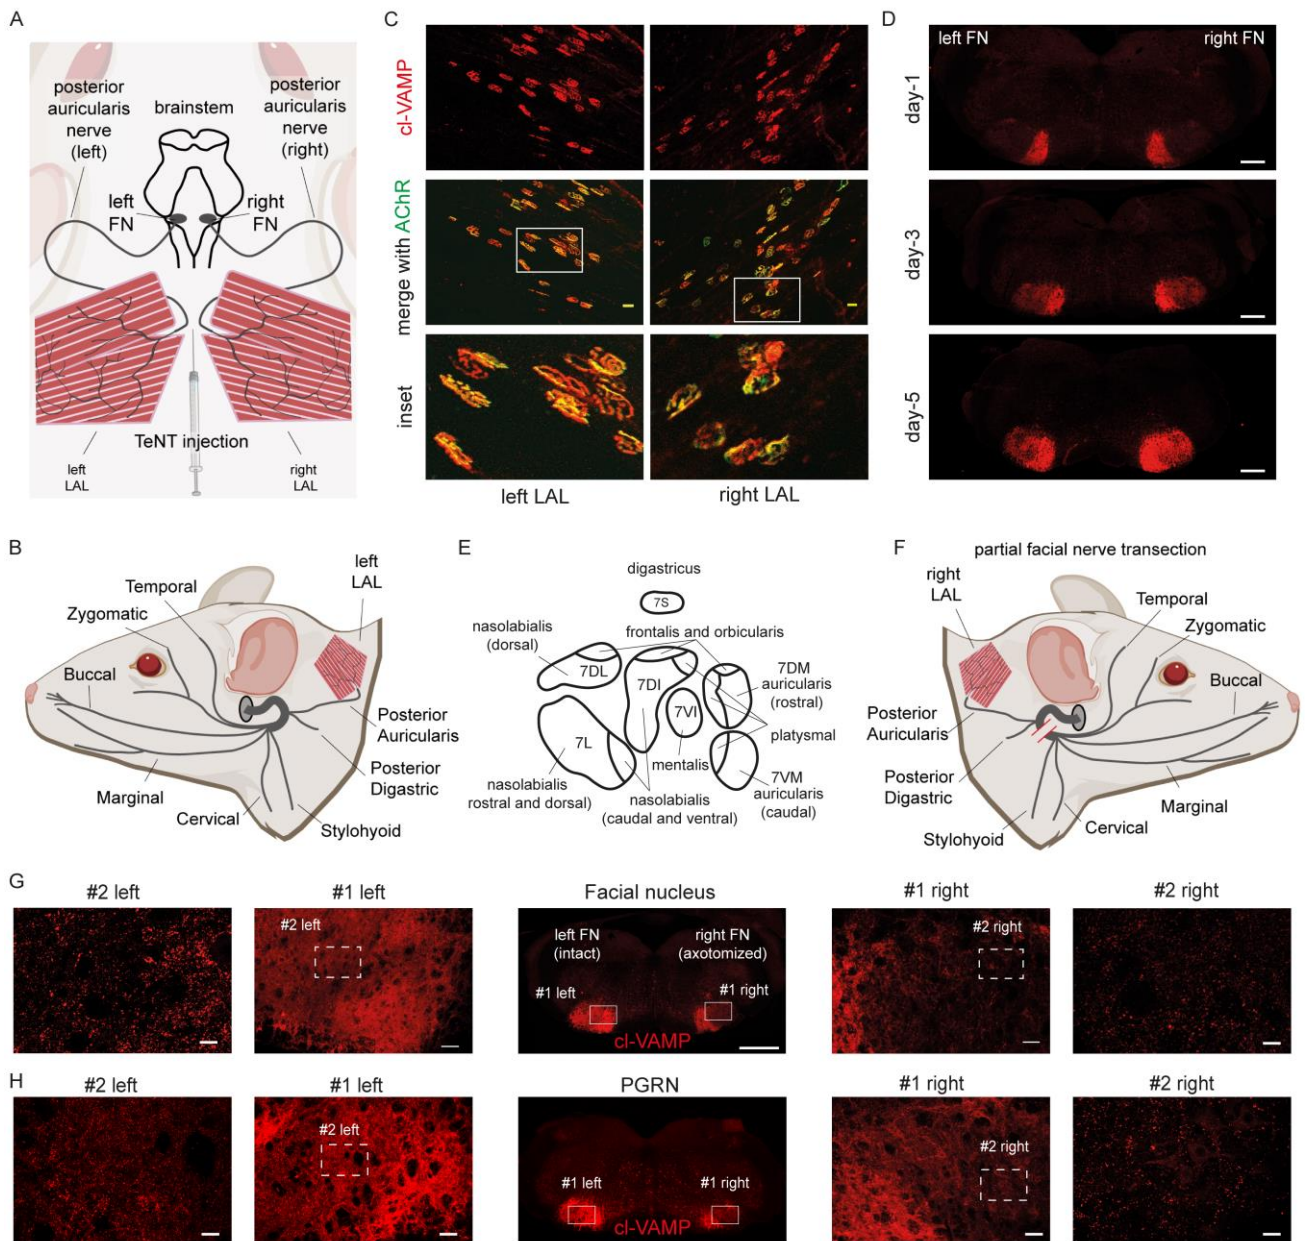 A
posterior
auricularis
nerve
(left)
brainstem
posterior
auricularis
nerve
(right)
left
FN
right
FN
TeNT injection
left
LAL
right
LAL
C
cl-VAMP
merge with AChR
inset
left LAL
right LAL
D
left FN
right FN
day-1
day-3
day-5
B
left
LAL
Temporal
Zygomatic
Buccal
Posterior
Auricularis
Marginal
Posterior
Digastric
Cervical
Stylohyoid
E
digastricus
7S
nasolabialis
(dorsal)
frontalis and orbicularis
7DL
7DI
7DM
auricularis
(rostral)
7VI
7L
platysmal
mentalis
nasolabialis
rostral and dorsal)
7VM
auricularis
(caudal)
nasolabialis
(caudal and ventral)
F
partial facial nerve transection
right
LAL
Temporal
Zygomatic
Buccal
Posterior
Auricularis
Posterior
Digastric
Marginal
Stylohyoid
Cervical
G
#2 left
#1 left
Facial nucleus
#1 right
#2 right
#2 left
left FN
(intact)
right FN
(axotomized)
#1 left
#1 right
cl-VAMP
#2 right
H
#2 left
#1 left
PGRN
#1 right
#2 right
#2 left
#1 left
#1 right
cl-VAMP
#2 right